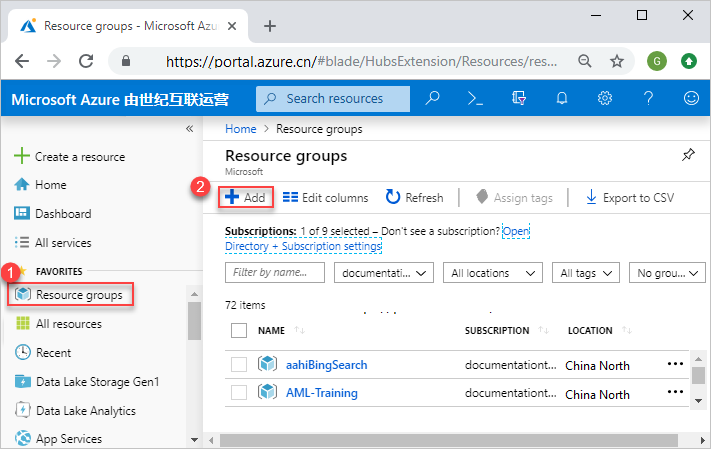 Resource groups - Microsoft Azu
https://portal.azure.cn/#blade/HubsExtension/Resources/res...
G
Microsoft Azure 由世纪互联运营
Search resources
Create a resource
Home
Dashboard
All services
FAVORITES
1
Resource groups
All resources
Recent
Data Lake Storage Gen1
Data Lake Analytics
App Services
Home > Resource groups
Resource groups
Microsoft
2
Add
Edit columns
Refresh
Assign tags
Export to CSV
Subscriptions: 1 of 9 selected – Don't see a subscription? Open
Directory + Subscription settings
Filter by name...
documentati...
All locations
All tags
No grou...
72 items
NAME
SUBSCRIPTION
LOCATION
aahiBingSearch
documentationt...
China North
AML-Training
documentationt...
China North